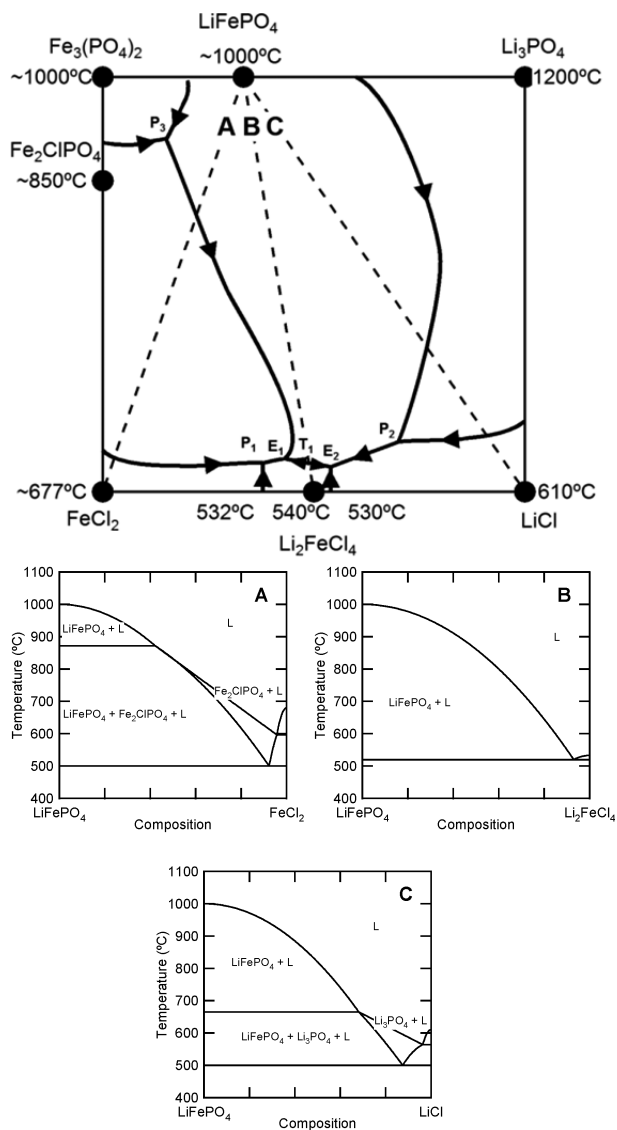 LiFePO₄
Fe₃(PO₄)₂
Li₃PO₄
~1000ºC
~1000ºC
1200ºC
P₃
A B C
Fe₂ClPO₄
~850ºC
P₂
P₁ E₁ T₁ E₂
~677ºC
610ºC
532ºC 540ºC 530ºC
FeCl₂
LiCl
Li₂FeCl₄
1100
1000
900
800
700
600
500
400
Temperature (ºC)
A
L
LiFePO₄ + L
Fe₂ClPO₄ + L
LiFePO₄ + Fe₂ClPO₄ + L
LiFePO₄
FeCl₂
Composition
1100
1000
900
800
700
600
500
400
Temperature (ºC)
B
L
LiFePO₄ + L
LiFePO₄
Li₂FeCl₄
Composition
1100
1000
900
800
700
600
500
400
Temperature (ºC)
C
L
LiFePO₄ + L
Li₃PO₄ + L
LiFePO₄ + Li₃PO₄ + L
LiFePO₄
LiCl
Composition